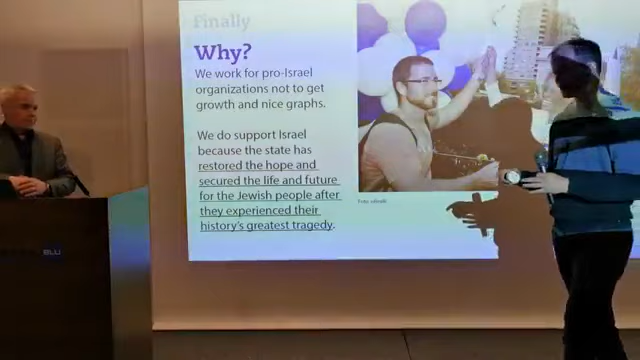 Finally
Why?
We work for pro-Israel
organizations not to get
growth and nice graphs.
We do support Israel
because the state has
restored the hope and
secured the life and future
for the Jewish people after
they experienced their
history's greatest tragedy.
BLU